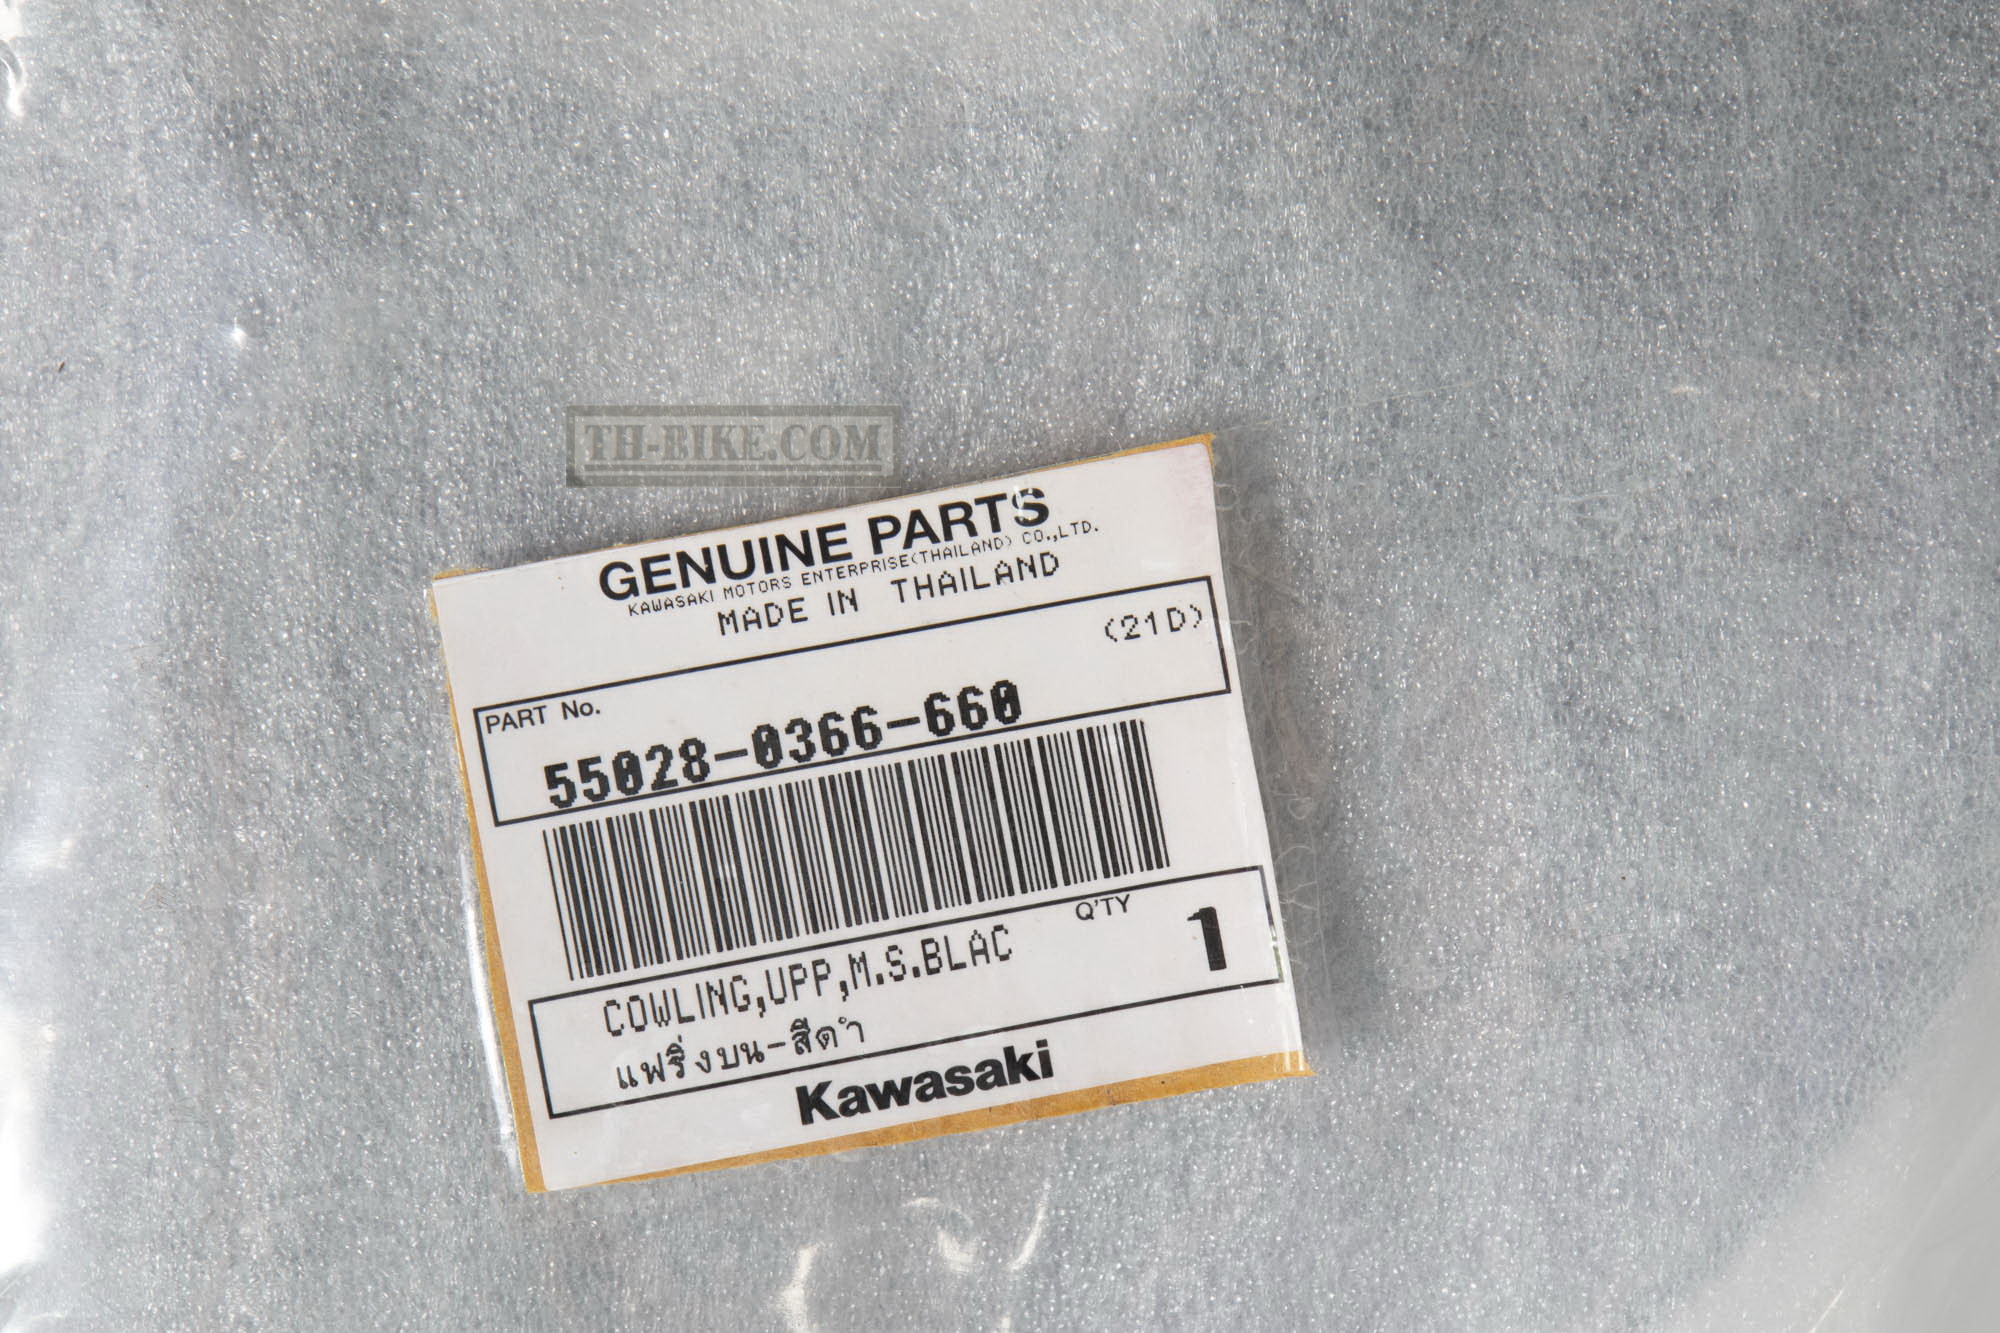 TH-BIKE.COM
GENUINE PARTS
KAWASAKI MOTORS ENTERPRISE(THAILAND) CO.,LTD.
MADE IN THAILAND
(21D)
PART No.
55028-0366-660
Q'TY
1
COWLING,UPP,M.S.BLAC
แฟริ่งบน-สีดำ
Kawasaki